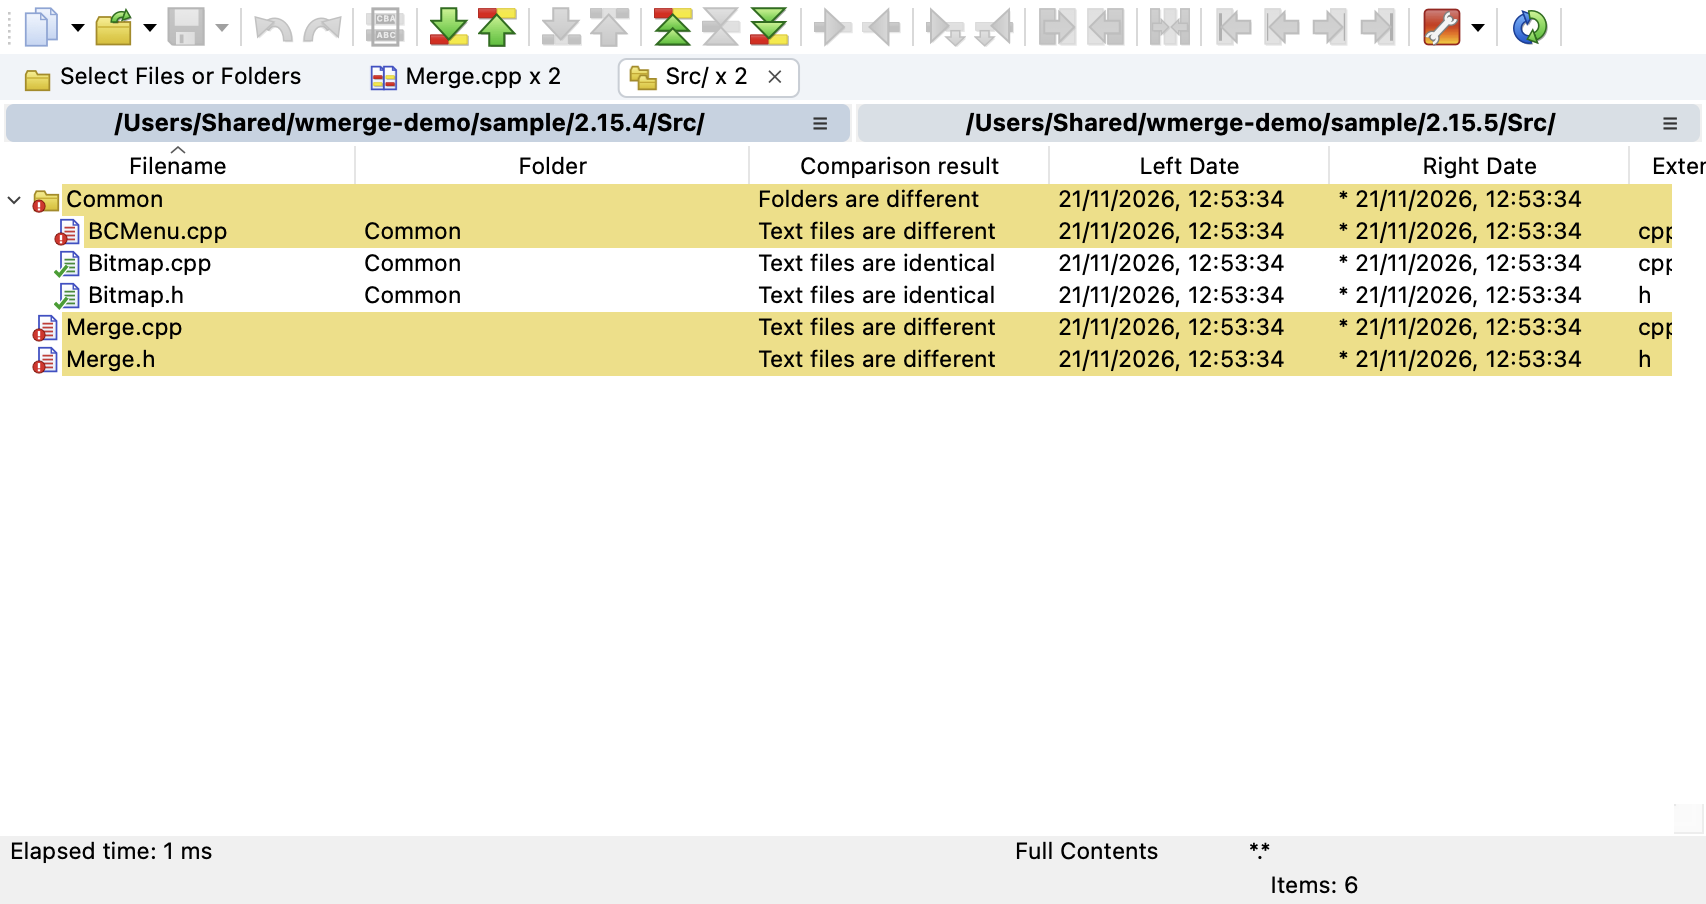 CBA
ABC
Select Files or Folders Merge.cpp x 2 Src/ x 2
/Users/Shared/wmerge-demo/sample/2.15.4/Src/ /Users/Shared/wmerge-demo/sample/2.15.5/Src/
Filename Folder Comparison result Left Date Right Date Exter
Common Folders are different 21/11/2026, 12:53:34 * 21/11/2026, 12:53:34
BCMenu.cpp Common Text files are different 21/11/2026, 12:53:34 * 21/11/2026, 12:53:34 cpp
Bitmap.cpp Common Text files are identical 21/11/2026, 12:53:34 * 21/11/2026, 12:53:34 cpp
Bitmap.h Common Text files are identical 21/11/2026, 12:53:34 * 21/11/2026, 12:53:34 h
Merge.cpp Text files are different 21/11/2026, 12:53:34 * 21/11/2026, 12:53:34 cpp
Merge.h Text files are different 21/11/2026, 12:53:34 * 21/11/2026, 12:53:34 h
Elapsed time: 1 ms Full Contents *.*
Items: 6